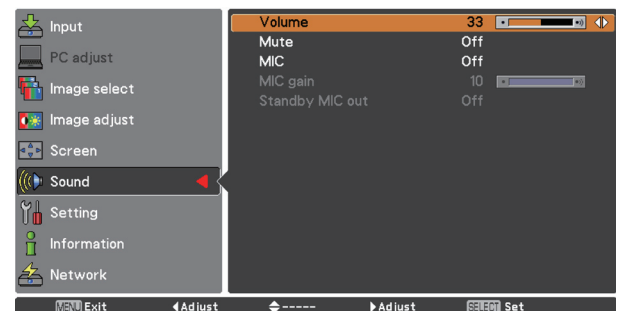 Input
PC adjust
Image select
Image adjust
Screen
Sound
Setting
Information
Network
Volume 33
Mute Off
MIC Off
MIC gain 10
Standby MIC out Off
MENU Exit ◀Adjust ----- ▶Adjust SELECT Set